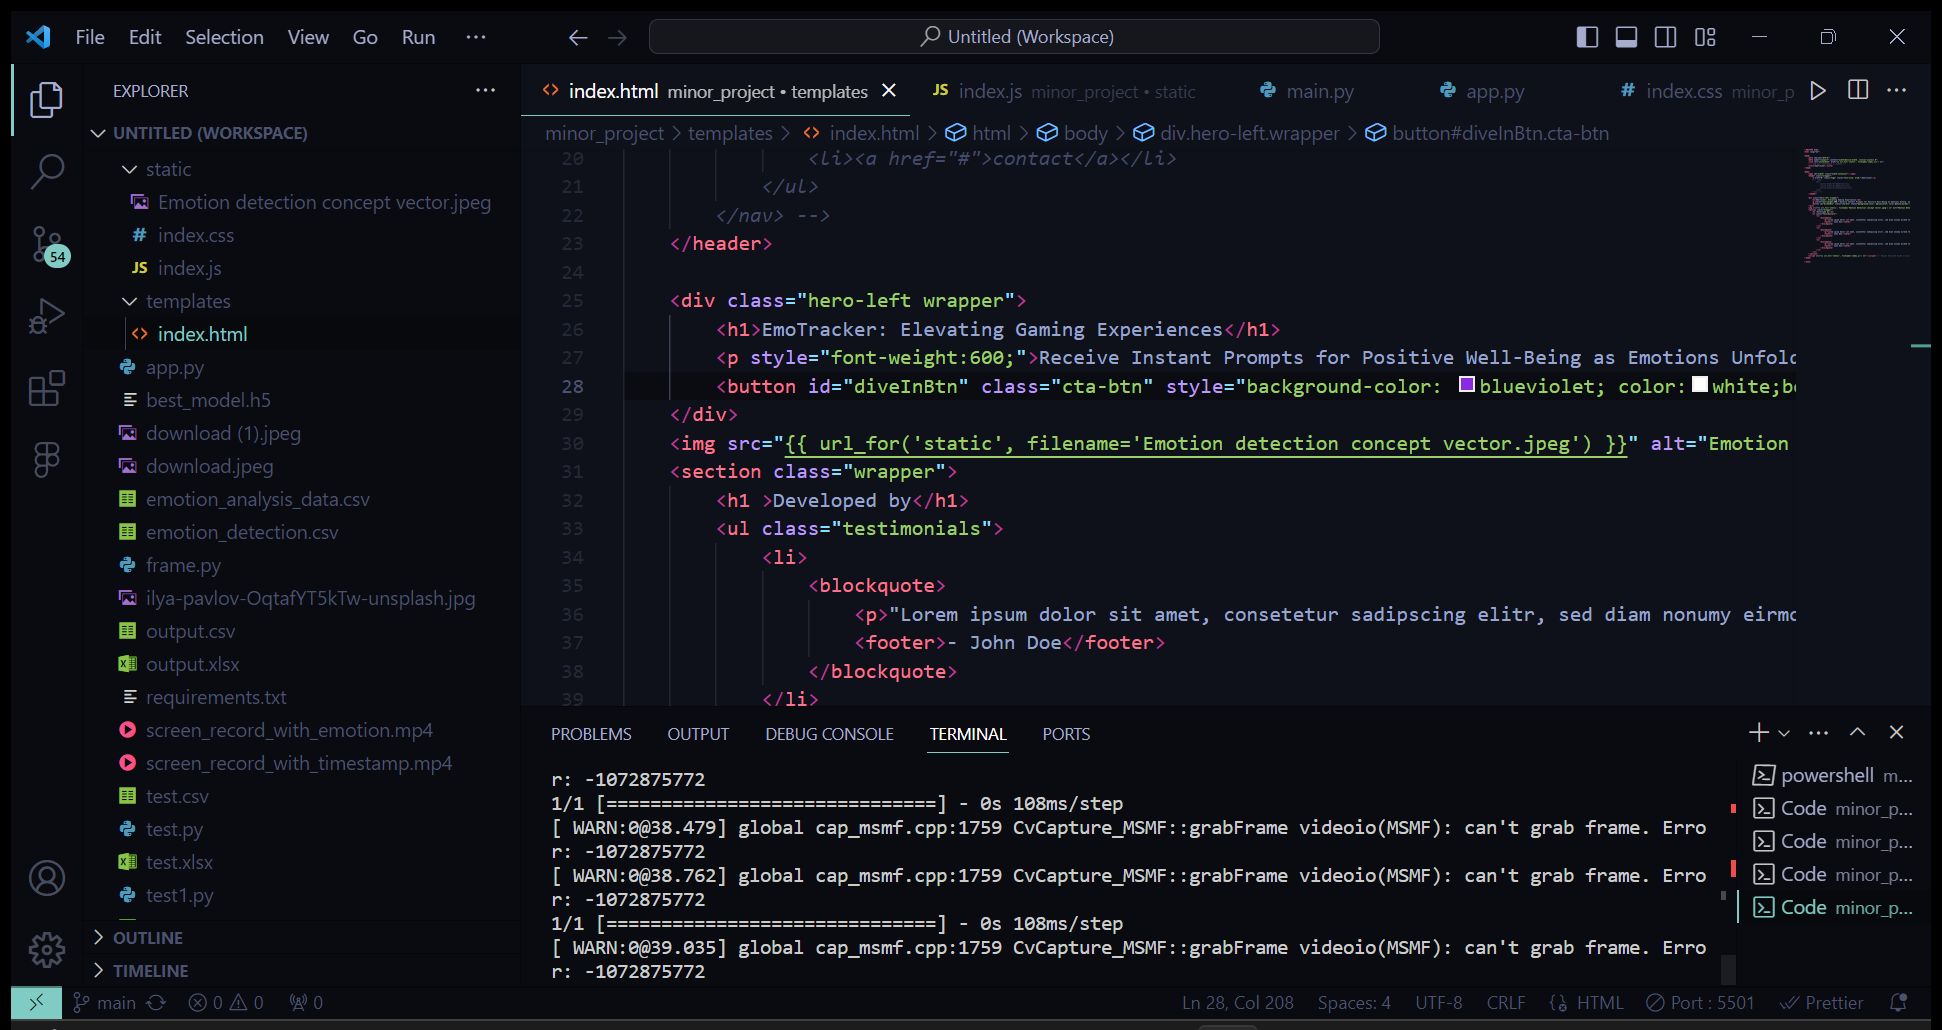 File Edit Selection View Go Run ···
Untitled (Workspace)
EXPLORER
UNTITLED (WORKSPACE)
static
Emotion detection concept vector.jpeg
# index.css
JS index.js
templates
<> index.html
app.py
best_model.h5
download (1).jpeg
download.jpeg
emotion_analysis_data.csv
emotion_detection.csv
frame.py
ilya-pavlov-OqtafYT5kTw-unsplash.jpg
output.csv
output.xlsx
requirements.txt
screen_record_with_emotion.mp4
screen_record_with_timestamp.mp4
test.csv
test.py
test.xlsx
test1.py
OUTLINE
TIMELINE
54
<> index.html minor_project • templates
JS index.js minor_project • static
main.py
app.py
# index.css minor_p
minor_project > templates > <> index.html > html > body > div.hero-left.wrapper > button#diveInBtn.cta-btn
20 <li><a href="#">contact</a></li>
21 </ul>
22 </nav> -->
23 </header>
24
25 <div class="hero-left wrapper">
26 <h1>EmoTracker: Elevating Gaming Experiences</h1>
27 <p style="font-weight:600;">Receive Instant Prompts for Positive Well-Being as Emotions Unfol
28 <button id="diveInBtn" class="cta-btn" style="background-color: blueviolet; color: white;b
29 </div>
30 <img src="{{ url_for('static', filename='Emotion detection concept vector.jpeg') }}" alt="Emotion
31 <section class="wrapper">
32 <h1 >Developed by</h1>
33 <ul class="testimonials">
34 <li>
35 <blockquote>
36 <p>"Lorem ipsum dolor sit amet, consetetur sadipscing elitr, sed diam nonumy eirm
37 <footer>- John Doe</footer>
38 </blockquote>
39 </li>
PROBLEMS OUTPUT DEBUG CONSOLE TERMINAL PORTS
r: -1072875772
1/1 [==============================] - 0s 108ms/step
[ WARN:0@38.479] global cap_msmf.cpp:1759 CvCapture_MSMF::grabFrame videoio(MSMF): can't grab frame. Erro
r: -1072875772
[ WARN:0@38.762] global cap_msmf.cpp:1759 CvCapture_MSMF::grabFrame videoio(MSMF): can't grab frame. Erro
r: -1072875772
1/1 [==============================] - 0s 108ms/step
[ WARN:0@39.035] global cap_msmf.cpp:1759 CvCapture_MSMF::grabFrame videoio(MSMF): can't grab frame. Erro
r: -1072875772
powershell m...
Code minor_p...
Code minor_p...
Code minor_p...
Code minor_p...
main 0 0 0 Ln 28, Col 208 Spaces: 4 UTF-8 CRLF HTML Port : 5501 Prettier